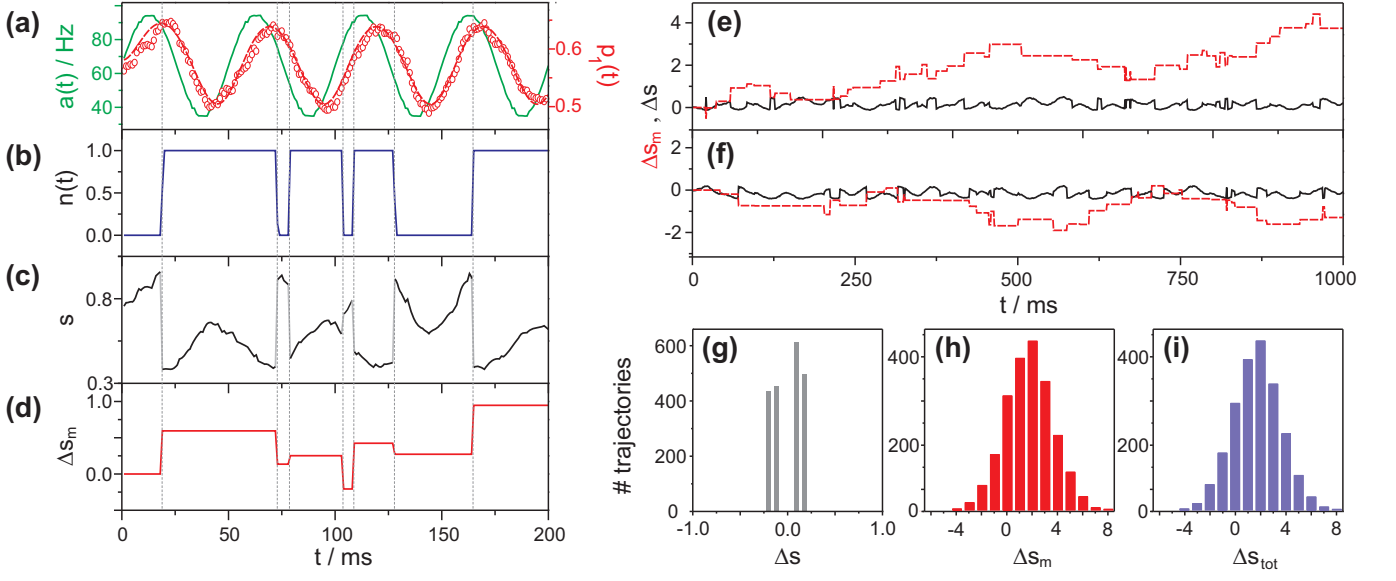 (a)
a(t) / Hz
80
60
40
0.6
0.5
p1(t)
(b)
n(t)
1.0
0.5
0.0
(c)
s
0.8
0.3
(d)
Δsm
1.0
0.0
0
50
100
150
200
t / ms
(e)
4
2
0
Δsm , Δs
(f)
2
0
-2
0
250
500
750
1000
t / ms
(g)
# trajectories
600
400
200
0
-1.0
0.0
1.0
Δs
(h)
400
200
0
-4
0
4
8
Δsm
(i)
400
200
0
-4
0
4
8
Δstot